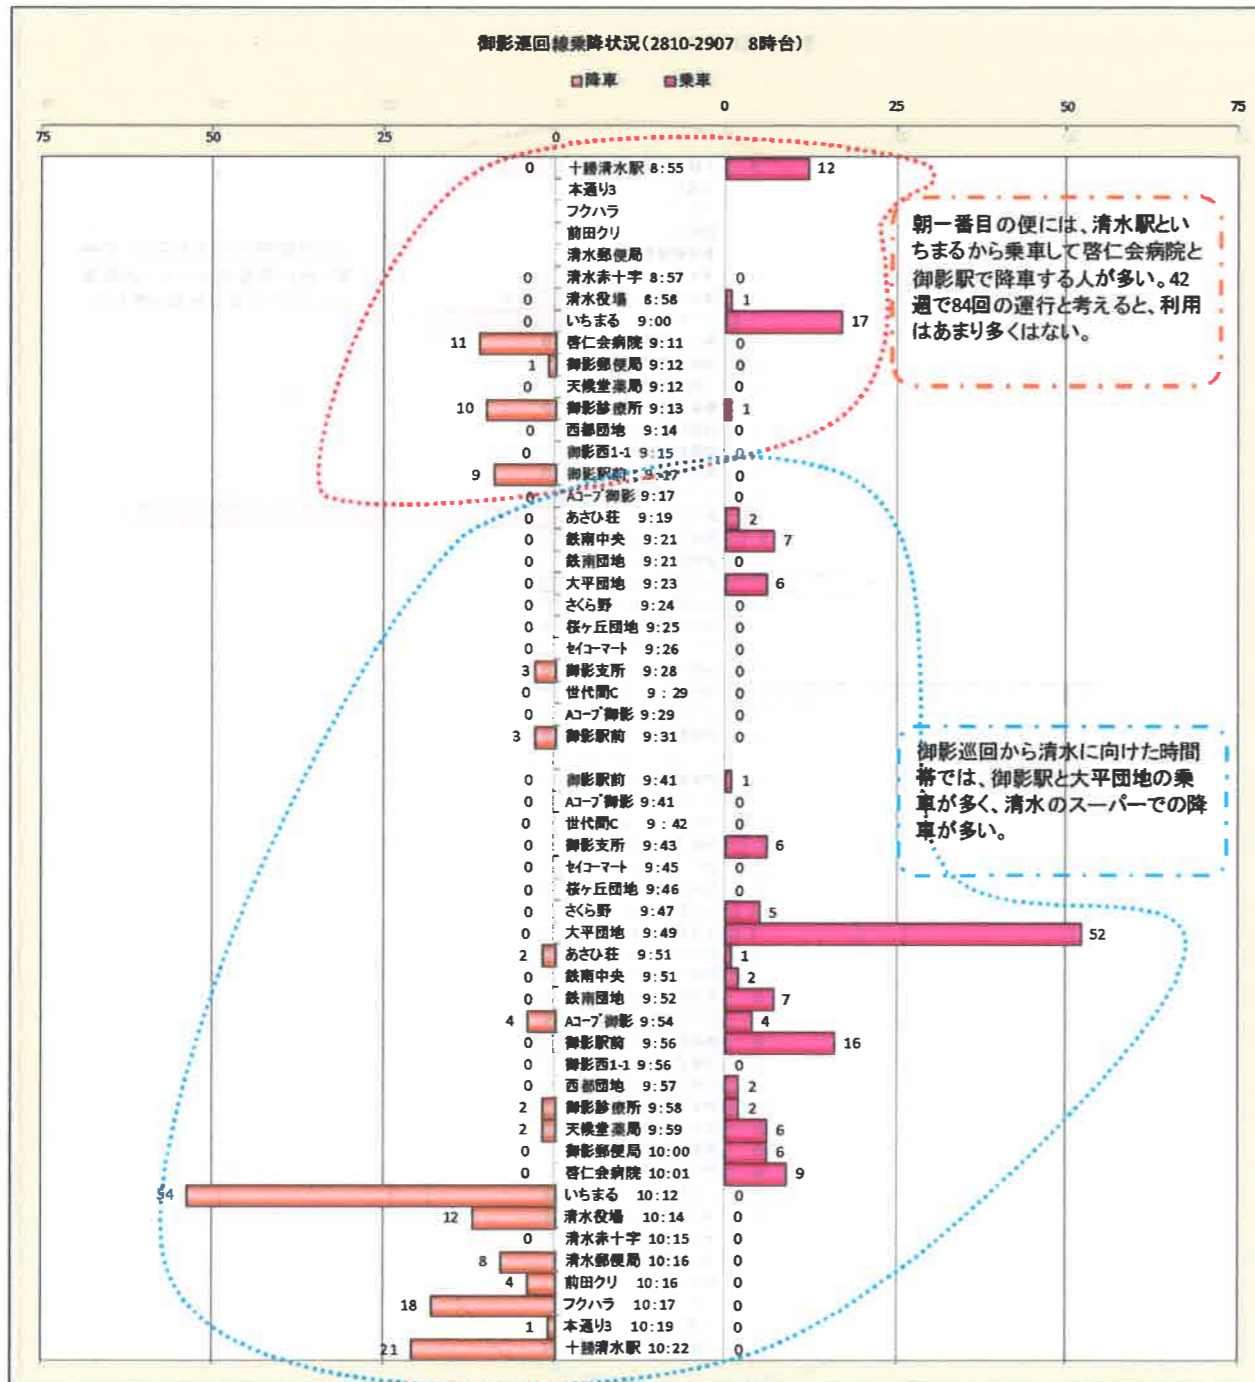 御影巡回線乗降状況(2810-2907 8時台)
降車 乗車
0 25 50 75
75 50 25 0
0 十勝清水駅 8:55 12
本通り3
フクハラ
前田クリ
清水郵便局
0 清水赤十字 8:57 0
0 清水役場 8:58 1
0 いちまる 9:00 17
11 啓仁会病院 9:11 0
1 御影郵便局 9:12 0
0 天候堂薬局 9:12 0
10 御影診療所 9:13 1
0 西都団地 9:14 0
0 御影西1-1 9:15 0
9 御影駅前 9:17 0
0 Aコープ御影 9:17 0
0 あさひ荘 9:19 2
0 鉄南中央 9:21 7
0 鉄南団地 9:21 0
0 大平団地 9:23 6
0 さくら野 9:24 0
0 桜ヶ丘団地 9:25 0
0 セイコーマート 9:26 0
3 御影支所 9:28 0
0 世代間C 9:29 0
0 Aコープ御影 9:29 0
3 御影駅前 9:31 0
0 御影駅前 9:41 1
0 Aコープ御影 9:41 0
0 世代間C 9:42 0
0 御影支所 9:43 6
0 セイコーマート 9:45 0
0 桜ヶ丘団地 9:46 0
0 さくら野 9:47 5
0 大平団地 9:49 52
2 あさひ荘 9:51 1
0 鉄南中央 9:51 2
0 鉄南団地 9:52 7
4 Aコープ御影 9:54 4
0 御影駅前 9:56 16
0 御影西1-1 9:56 0
0 西都団地 9:57 2
2 御影診療所 9:58 2
2 天候堂薬局 9:59 6
0 御影郵便局 10:00 6
0 啓仁会病院 10:01 9
54 いちまる 10:12 0
12 清水役場 10:14 0
0 清水赤十字 10:15 0
8 清水郵便局 10:16 0
4 前田クリ 10:16 0
18 フクハラ 10:17 0
1 本通り3 10:19 0
21 十勝清水駅 10:22 0
朝一番目の便には、清水駅とい
ちまるから乗車して啓仁会病院と
御影駅で降車する人が多い。42
週で84回の運行と考えると、利用
はあまり多くはない。
御影巡回から清水に向けた時間
帯では、御影駅と大平団地の乗
車が多く、清水のスーパーでの降
車が多い。